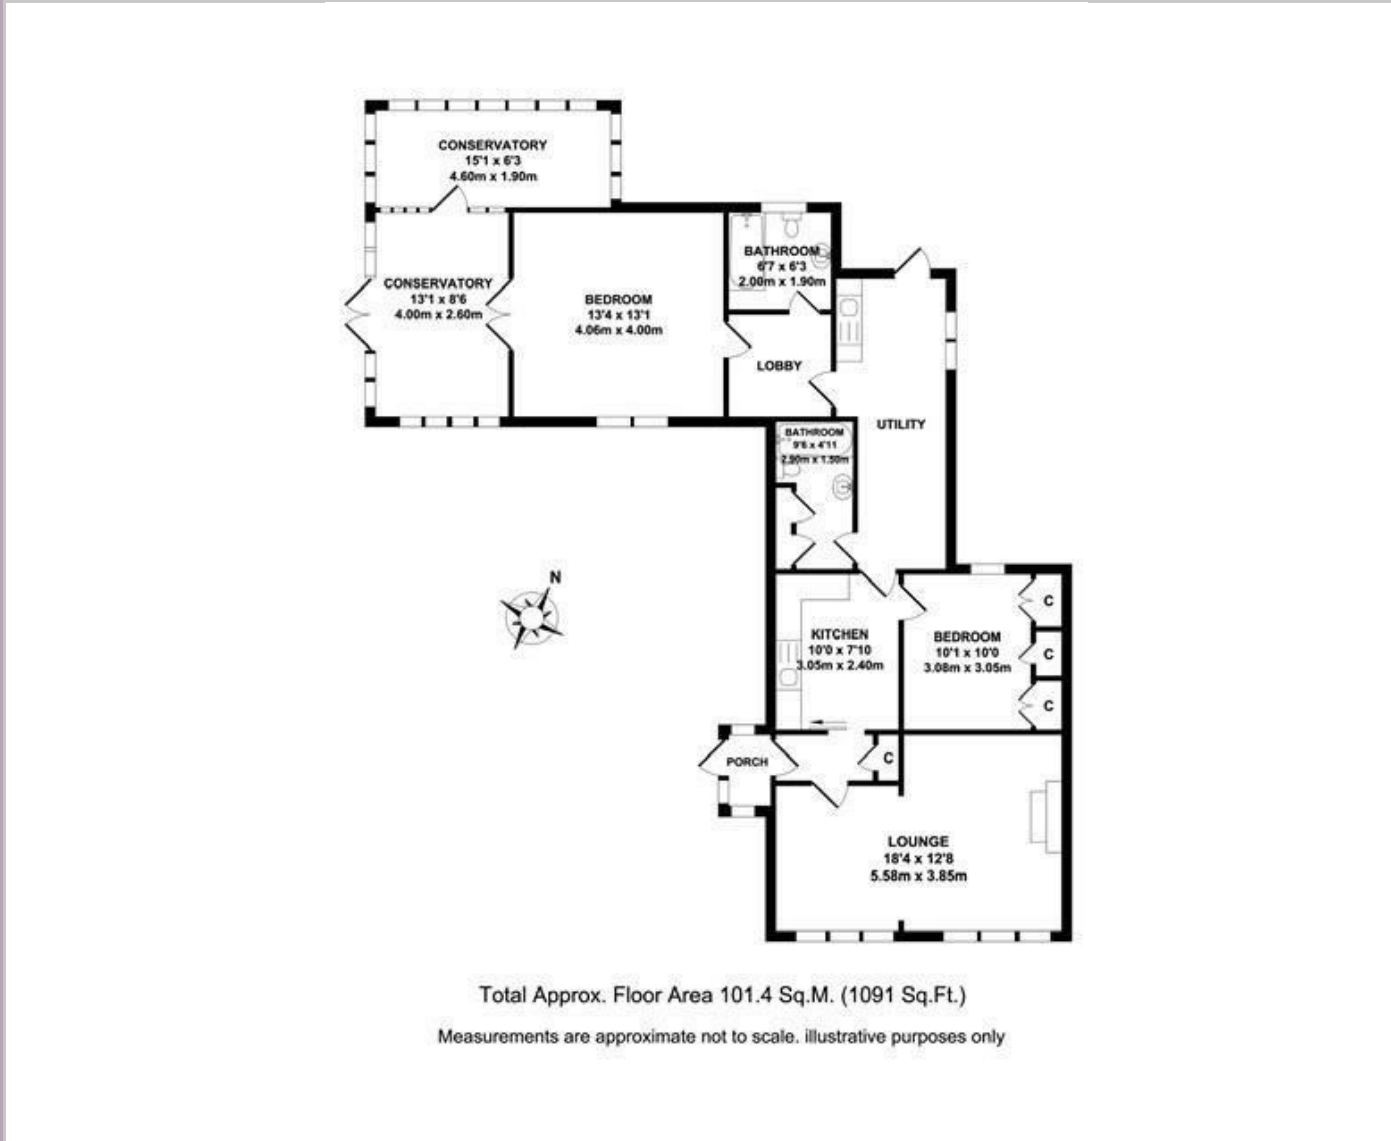 CONSERVATORY
15'1 x 6'3
4.60m x 1.90m
BATHROOM
6'7 x 6'3
2.00m x 1.90m
CONSERVATORY
13'1 x 8'6
4.00m x 2.60m
BEDROOM
13'4 x 13'1
4.06m x 4.00m
LOBBY
UTILITY
BATHROOM
9'6 x 4'11
2.90m x 1.50m
N
KITCHEN
10'0 x 7'10
3.05m x 2.40m
BEDROOM
10'1 x 10'0
3.08m x 3.05m
C
C
C
PORCH
C
LOUNGE
18'4 x 12'8
5.58m x 3.85m
Total Approx. Floor Area 101.4 Sq.M. (1091 Sq.Ft.)
Measurements are approximate not to scale. illustrative purposes only